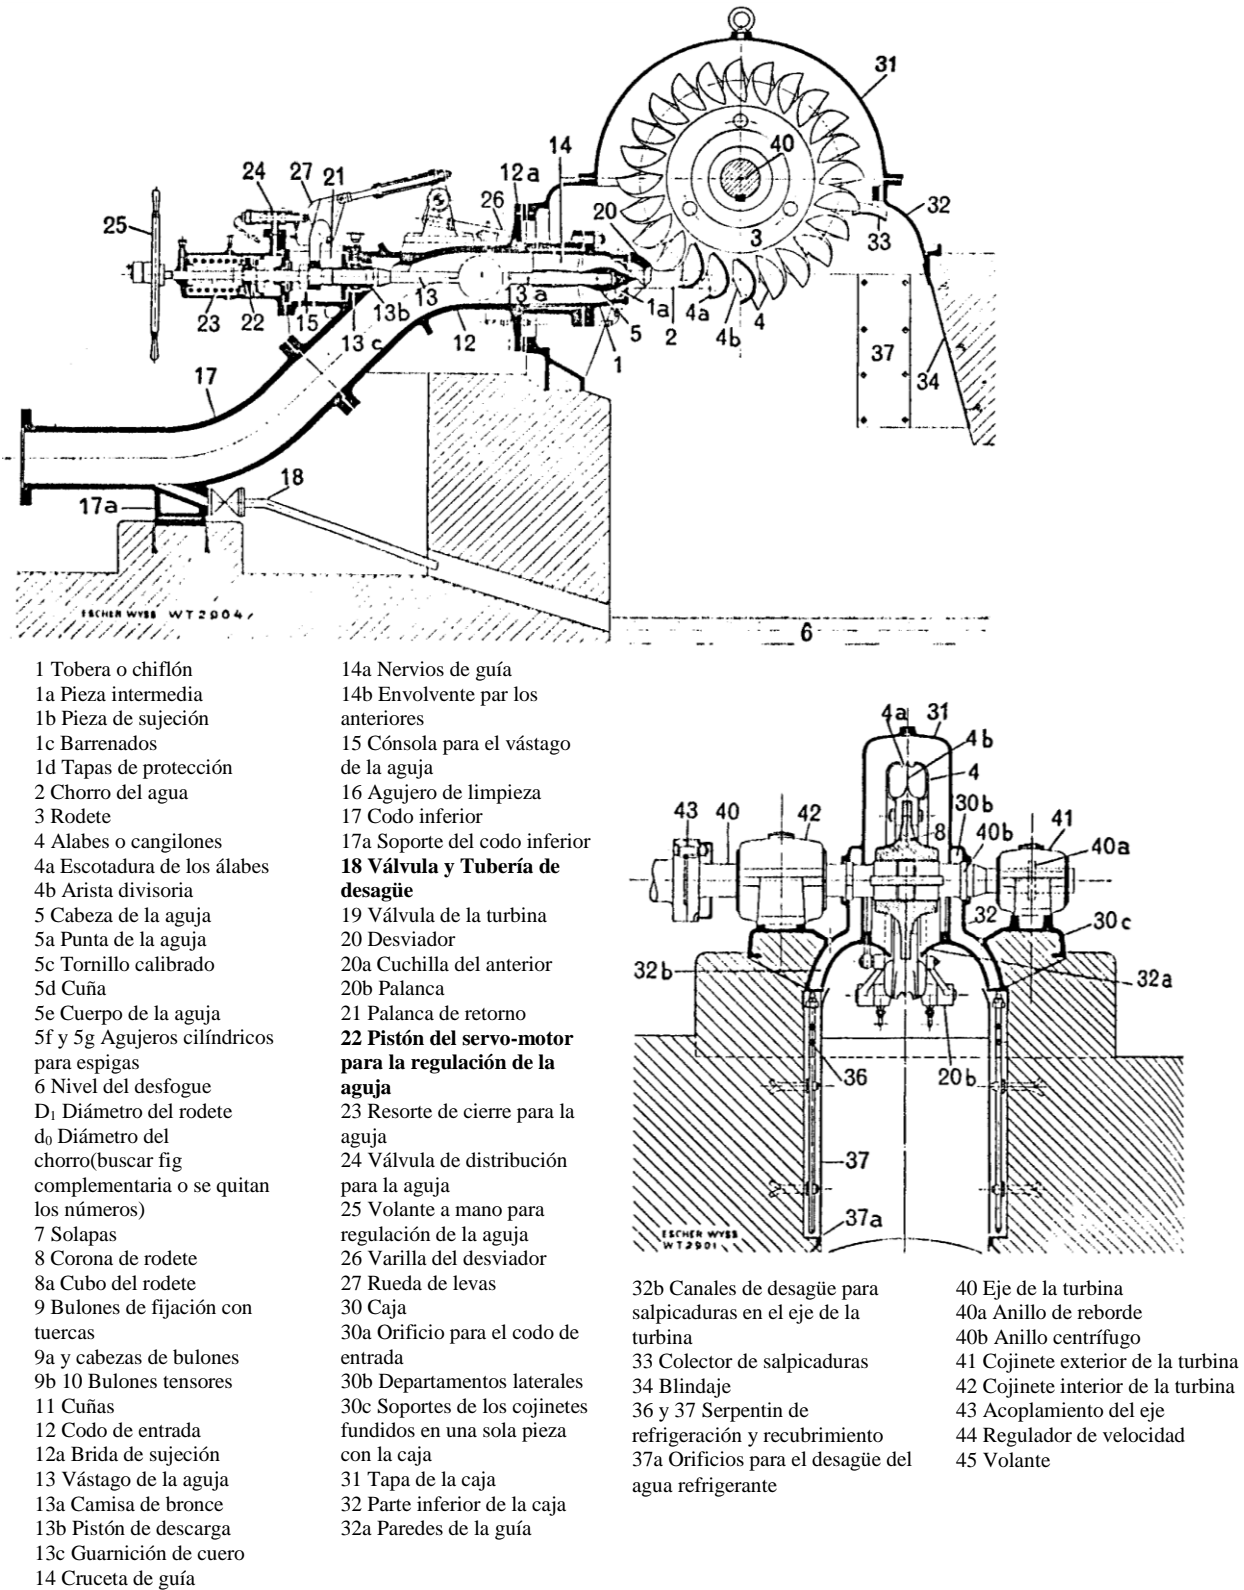 31
14
40
24
27
21
12a
25
26
20
32
33
3
23
22
15
13b
13
13a
1a
4a
4
13c
12
5
2
4b
1
37
34
17
18
17a
ESCHER WYSS WT2904
6
1 Tobera o chiflón
1a Pieza intermedia
1b Pieza de sujeción
1c Barrenados
1d Tapas de protección
2 Chorro del agua
3 Rodete
4 Alabes o cangilones
4a Escotadura de los álabes
4b Arista divisoria
5 Cabeza de la aguja
5a Punta de la aguja
5c Tornillo calibrado
5d Cuña
5e Cuerpo de la aguja
5f y 5g Agujeros cilíndricos
para espigas
6 Nivel del desfogue
D1 Diámetro del rodete
d0 Diámetro del
chorro(buscar fig
complementaria o se quitan
los números)
7 Solapas
8 Corona de rodete
8a Cubo del rodete
9 Bulones de fijación con
tuercas
9a y cabezas de bulones
9b 10 Bulones tensores
11 Cuñas
12 Codo de entrada
12a Brida de sujeción
13 Vástago de la aguja
13a Camisa de bronce
13b Pistón de descarga
13c Guarnición de cuero
14 Cruceta de guía
14a Nervios de guía
14b Envolvente par los
anteriores
15 Cónsola para el vástago
de la aguja
16 Agujero de limpieza
17 Codo inferior
17a Soporte del codo inferior
18 Válvula y Tubería de
desagüe
19 Válvula de la turbina
20 Desviador
20a Cuchilla del anterior
20b Palanca
21 Palanca de retorno
22 Pistón del servo-motor
para la regulación de la
aguja
23 Resorte de cierre para la
aguja
24 Válvula de distribución
para la aguja
25 Volante a mano para
regulación de la aguja
26 Varilla del desviador
27 Rueda de levas
30 Caja
30a Orificio para el codo de
entrada
30b Departamentos laterales
30c Soportes de los cojinetes
fundidos en una sola pieza
con la caja
31 Tapa de la caja
32 Parte inferior de la caja
32a Paredes de la guía
4a
31
4b
4
43
40
42
30b
8
40b
41
40a
32
30c
32b
32a
36
20b
37
37a
ESCHER WYSS
WT2901
32b Canales de desagüe para
salpicaduras en el eje de la
turbina
33 Colector de salpicaduras
34 Blindaje
36 y 37 Serpentin de
refrigeración y recubrimiento
37a Orificios para el desagüe del
agua refrigerante
40 Eje de la turbina
40a Anillo de reborde
40b Anillo centrífugo
41 Cojinete exterior de la turbina
42 Cojinete interior de la turbina
43 Acoplamiento del eje
44 Regulador de velocidad
45 Volante